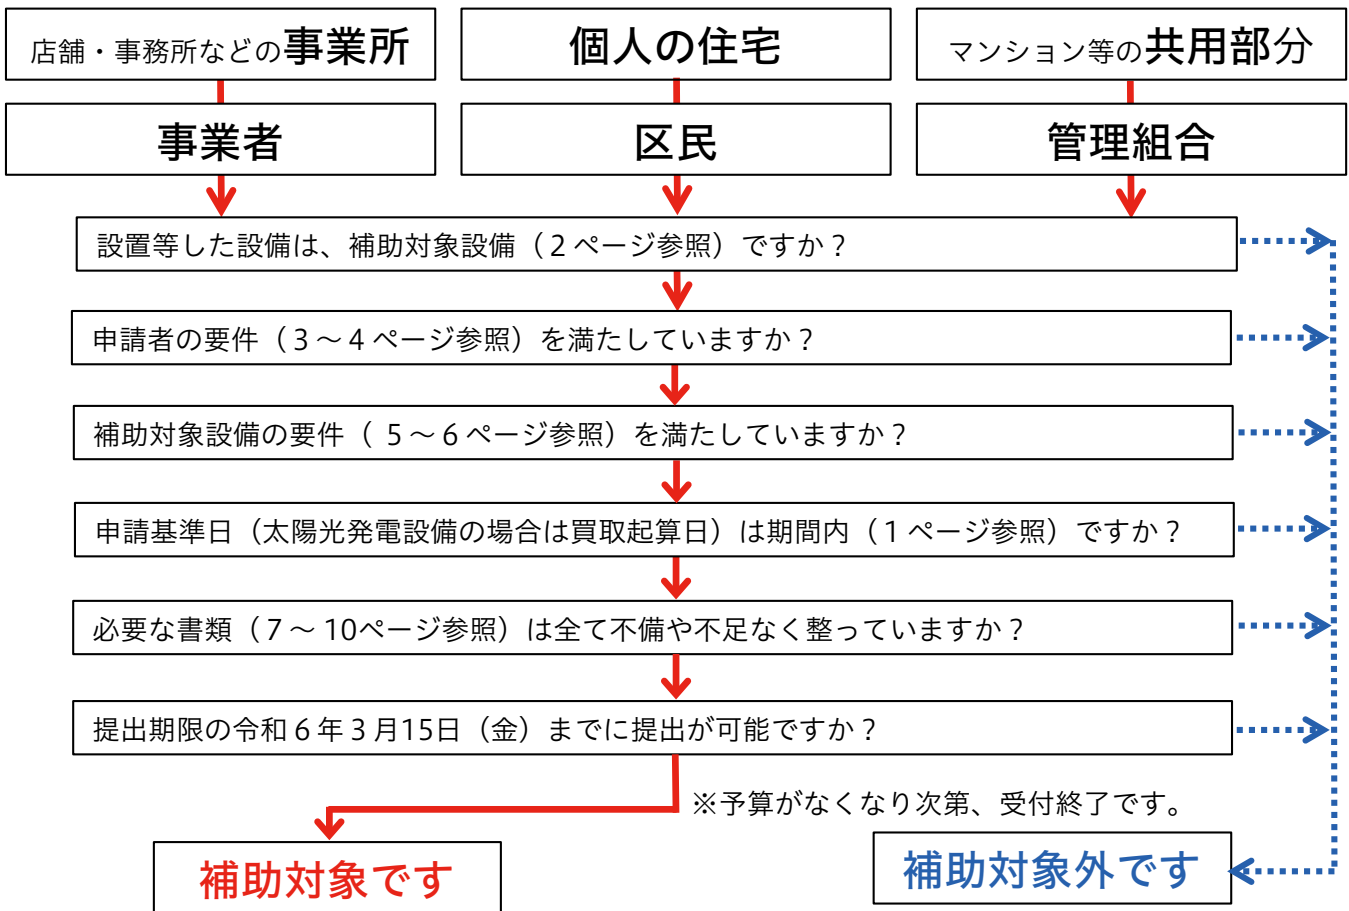 店舗・事務所などの事業所
個人の住宅
マンション等の共用部分
事業者
区民
管理組合
設置等した設備は、補助対象設備（２ページ参照）ですか？
申請者の要件（３～４ページ参照）を満たしていますか？
補助対象設備の要件（ ５～６ページ参照）を満たしていますか？
申請基準日（太陽光発電設備の場合は買取起算日）は期間内（１ページ参照）ですか？
必要な書類（７～10ページ参照）は全て不備や不足なく整っていますか？
提出期限の令和６年３月15日（金）までに提出が可能ですか？
※予算がなくなり次第、受付終了です。
補助対象です
補助対象外です